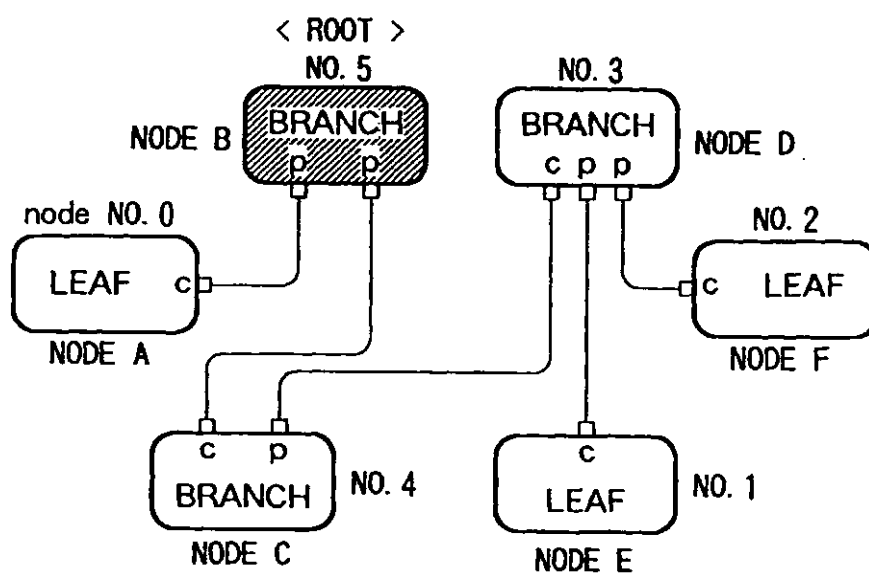 < ROOT >
NO. 5
NODE B
BRANCH
p p
NO. 3
BRANCH
c p p
NODE D
node NO. 0
LEAF c
NODE A
NO. 2
c LEAF
NODE F
c p
BRANCH
NO. 4
NODE C
c
LEAF
NO. 1
NODE E